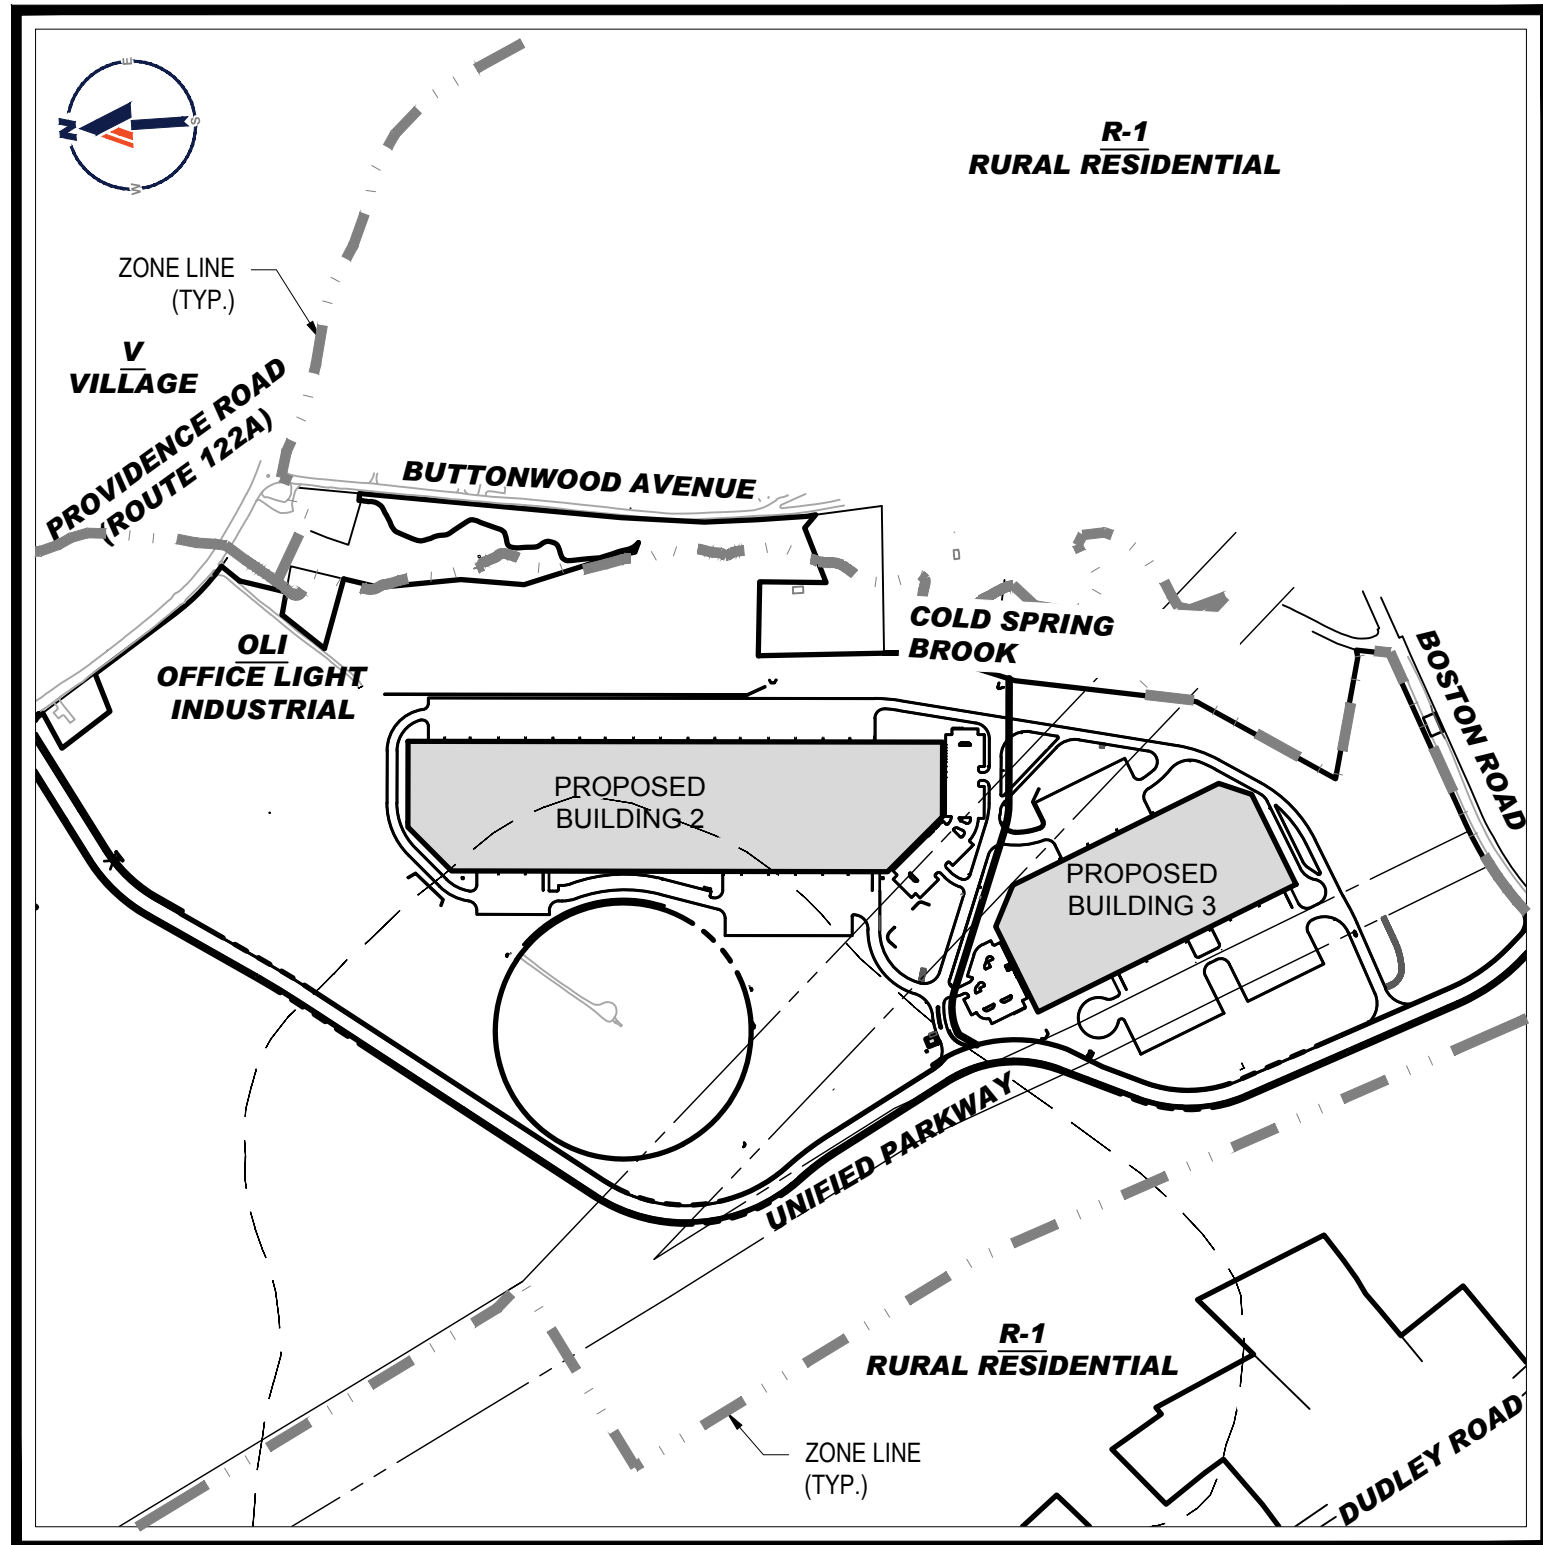 E
N
S
W
R-1
RURAL RESIDENTIAL
ZONE LINE
(TYP.)
V
VILLAGE
PROVIDENCE ROAD
(ROUTE 122A)
BUTTONWOOD AVENUE
COLD SPRING
BROOK
OLI
OFFICE LIGHT
INDUSTRIAL
BOSTON ROAD
PROPOSED
BUILDING 2
PROPOSED
BUILDING 3
UNIFIED PARKWAY
R-1
RURAL RESIDENTIAL
ZONE LINE
(TYP.)
DUDLEY ROAD